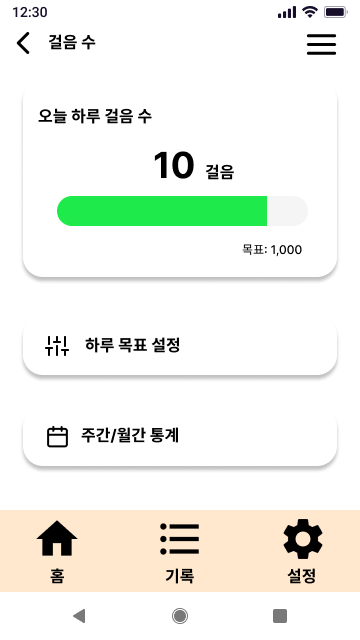 12:30
걸음 수
오늘 하루 걸음 수
10 걸음
목표: 1,000
하루 목표 설정
주간/월간 통계
홈 기록 설정